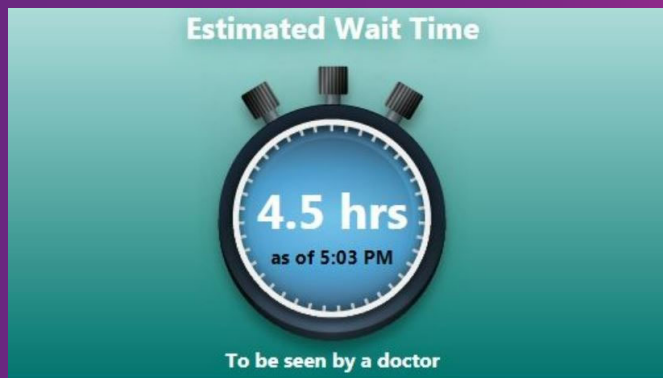 Estimated Wait Time
4.5 hrs
as of 5:03 PM
To be seen by a doctor